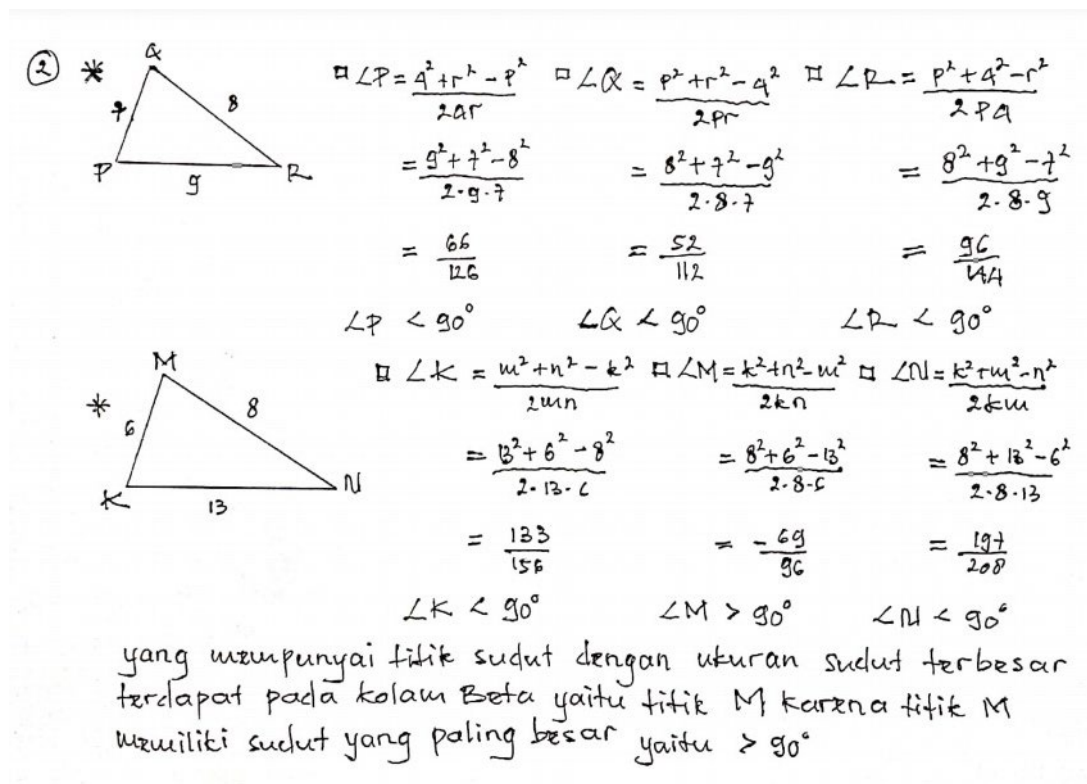 ② *
Q
7
8
P
9
R
□ ∠P = q² + r² - p² / 2qr
= 9² + 7² - 8² / 2·9·7
= 66 / 126
∠P < 90°
□ ∠Q = p² + r² - q² / 2pr
= 8² + 7² - 9² / 2·8·7
= 52 / 112
∠Q < 90°
□ ∠R = p² + q² - r² / 2pq
= 8² + 9² - 7² / 2·8·9
= 96 / 144
∠R < 90°
*
M
6
8
K
13
N
□ ∠K = m² + n² - k² / 2mn
= 13² + 6² - 8² / 2·13·6
= 133 / 156
∠K < 90°
□ ∠M = k² + n² - m² / 2kn
= 8² + 6² - 13² / 2·8·6
= - 69 / 96
∠M > 90°
□ ∠N = k² + m² - n² / 2km
= 8² + 13² - 6² / 2·8·13
= 197 / 208
∠N < 90°
yang mempunyai titik sudut dengan ukuran sudut terbesar
terdapat pada kolam Beta yaitu titik M karena titik M
memiliki sudut yang paling besar yaitu > 90°